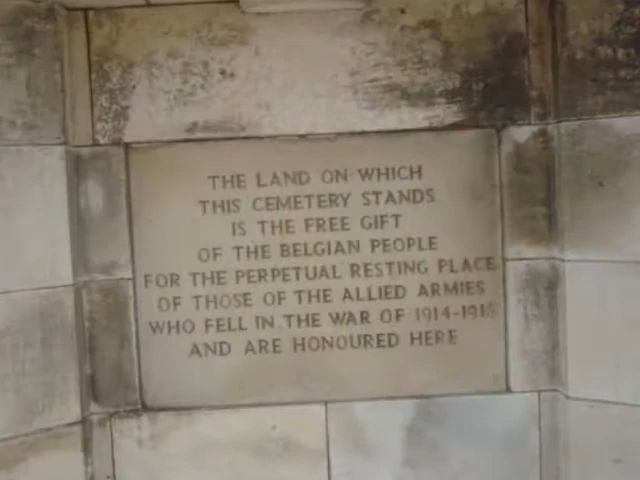 THE LAND ON WHICH
THIS CEMETERY STANDS
IS THE FREE GIFT
OF THE BELGIAN PEOPLE
FOR THE PERPETUAL RESTING PLACE
OF THOSE OF THE ALLIED ARMIES
WHO FELL IN THE WAR OF 1914-1918
AND ARE HONOURED HERE